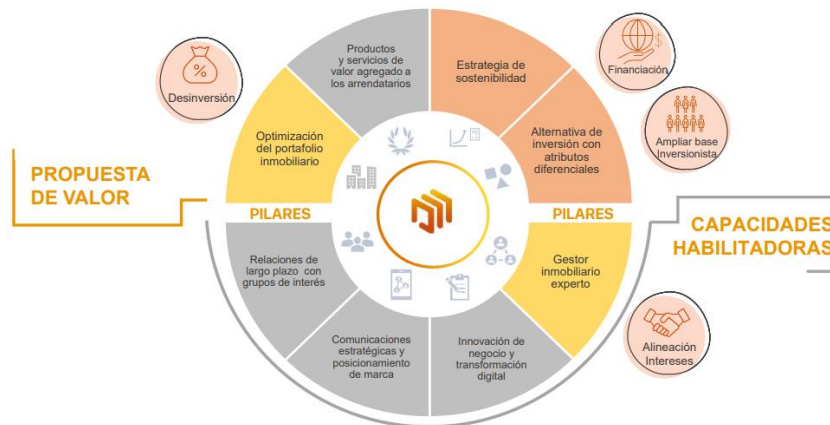 Productos
y servicios de
valor agregado a
los arrendatarios
Estrategia de
sostenibilidad
$
Financiación
%
Desinversión
Optimización
del portafolio
inmobiliario
Alternativa de
inversión con
atributos
diferenciales
Ampliar base
Inversionista
PROPUESTA
DE VALOR
PILARES
PILARES
CAPACIDADES
HABILITADORAS
Relaciones de
largo plazo con
grupos de interés
Gestor
inmobiliario
experto
Comunicaciones
estratégicas y
posicionamiento
de marca
Innovación de
negocio y
transformación
digital
Alineación
Intereses